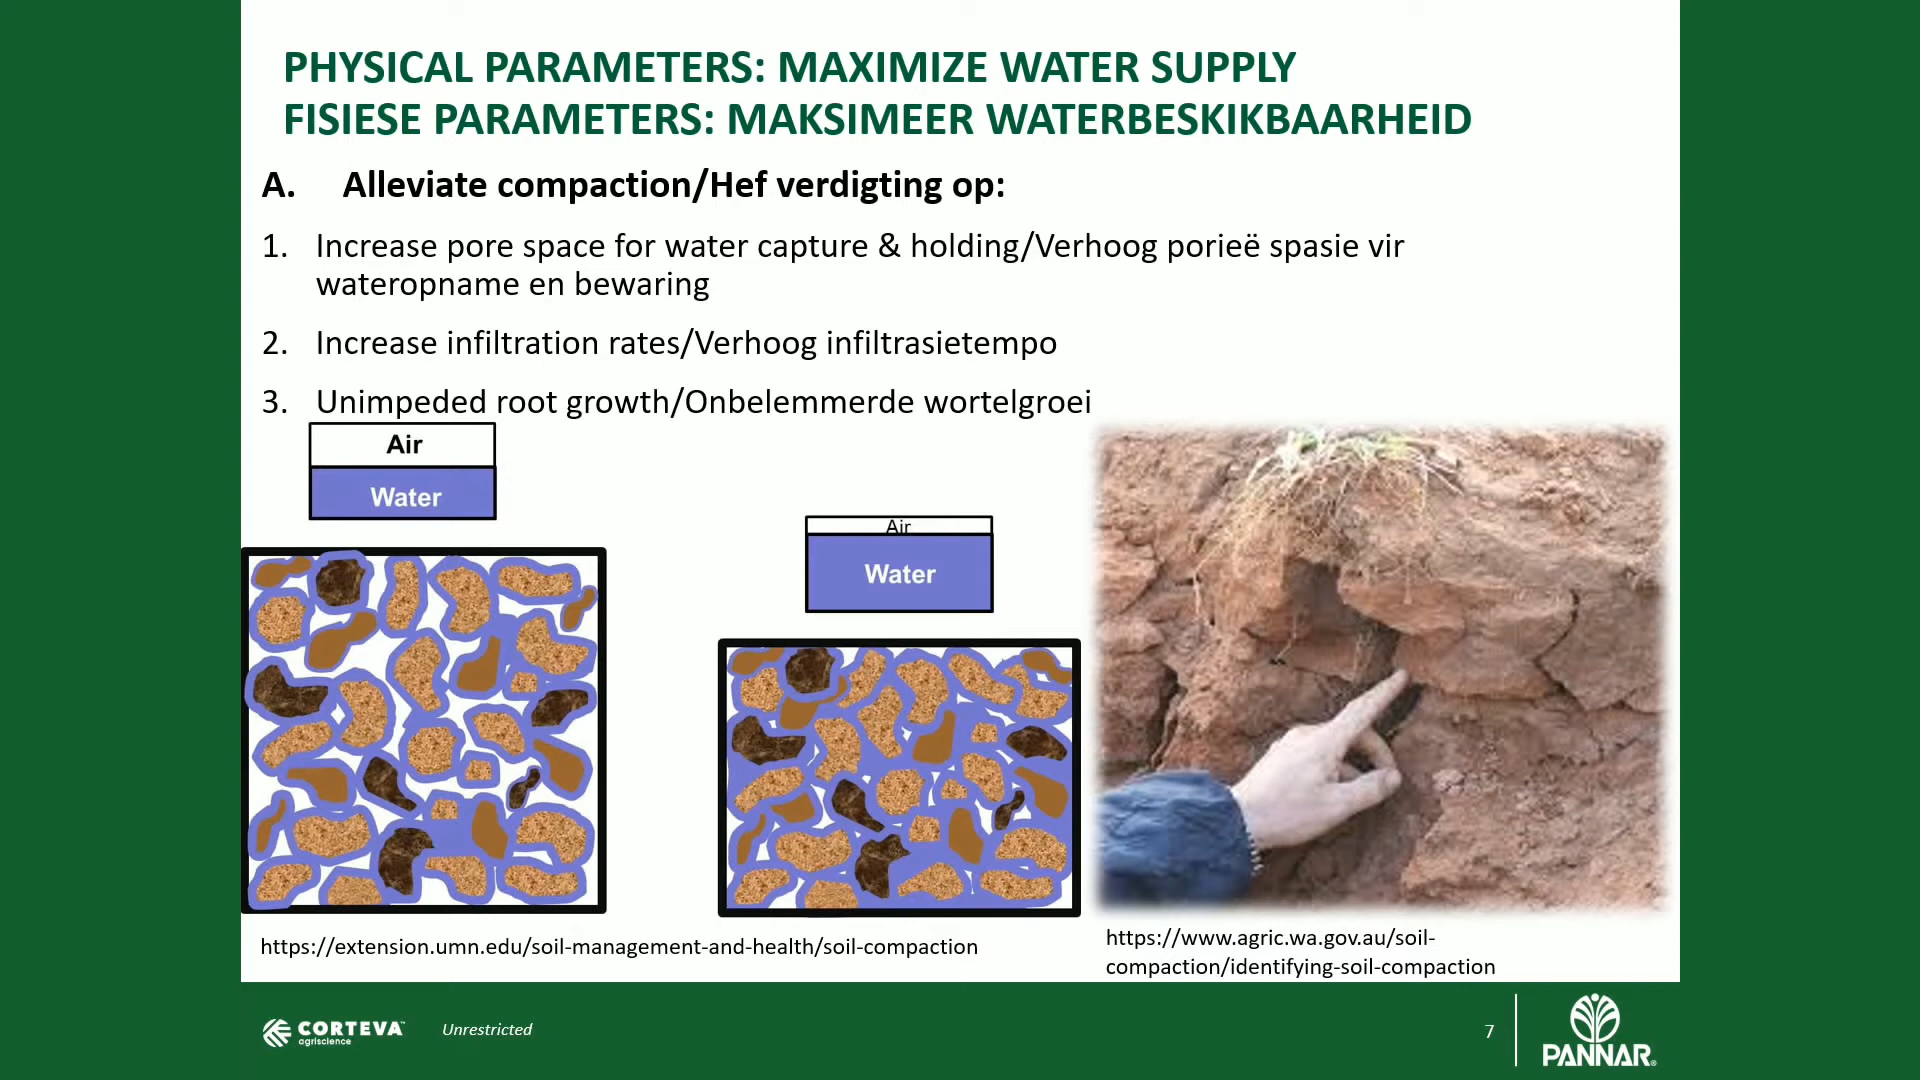 PHYSICAL PARAMETERS: MAXIMIZE WATER SUPPLY
FISIESE PARAMETERS: MAKSIMEER WATERBESKIKBAARHEID
A. Alleviate compaction/Hef verdigting op:
1. Increase pore space for water capture & holding/Verhoog porieë spasie vir
wateropname en bewaring
2. Increase infiltration rates/Verhoog infiltrasietempo
3. Unimpeded root growth/Onbelemmerde wortelgroei
Air
Water
Air
Water
https://extension.umn.edu/soil-management-and-health/soil-compaction
https://www.agric.wa.gov.au/soil-
compaction/identifying-soil-compaction
CORTEVA™
agriscience
Unrestricted
7
PANNAR®